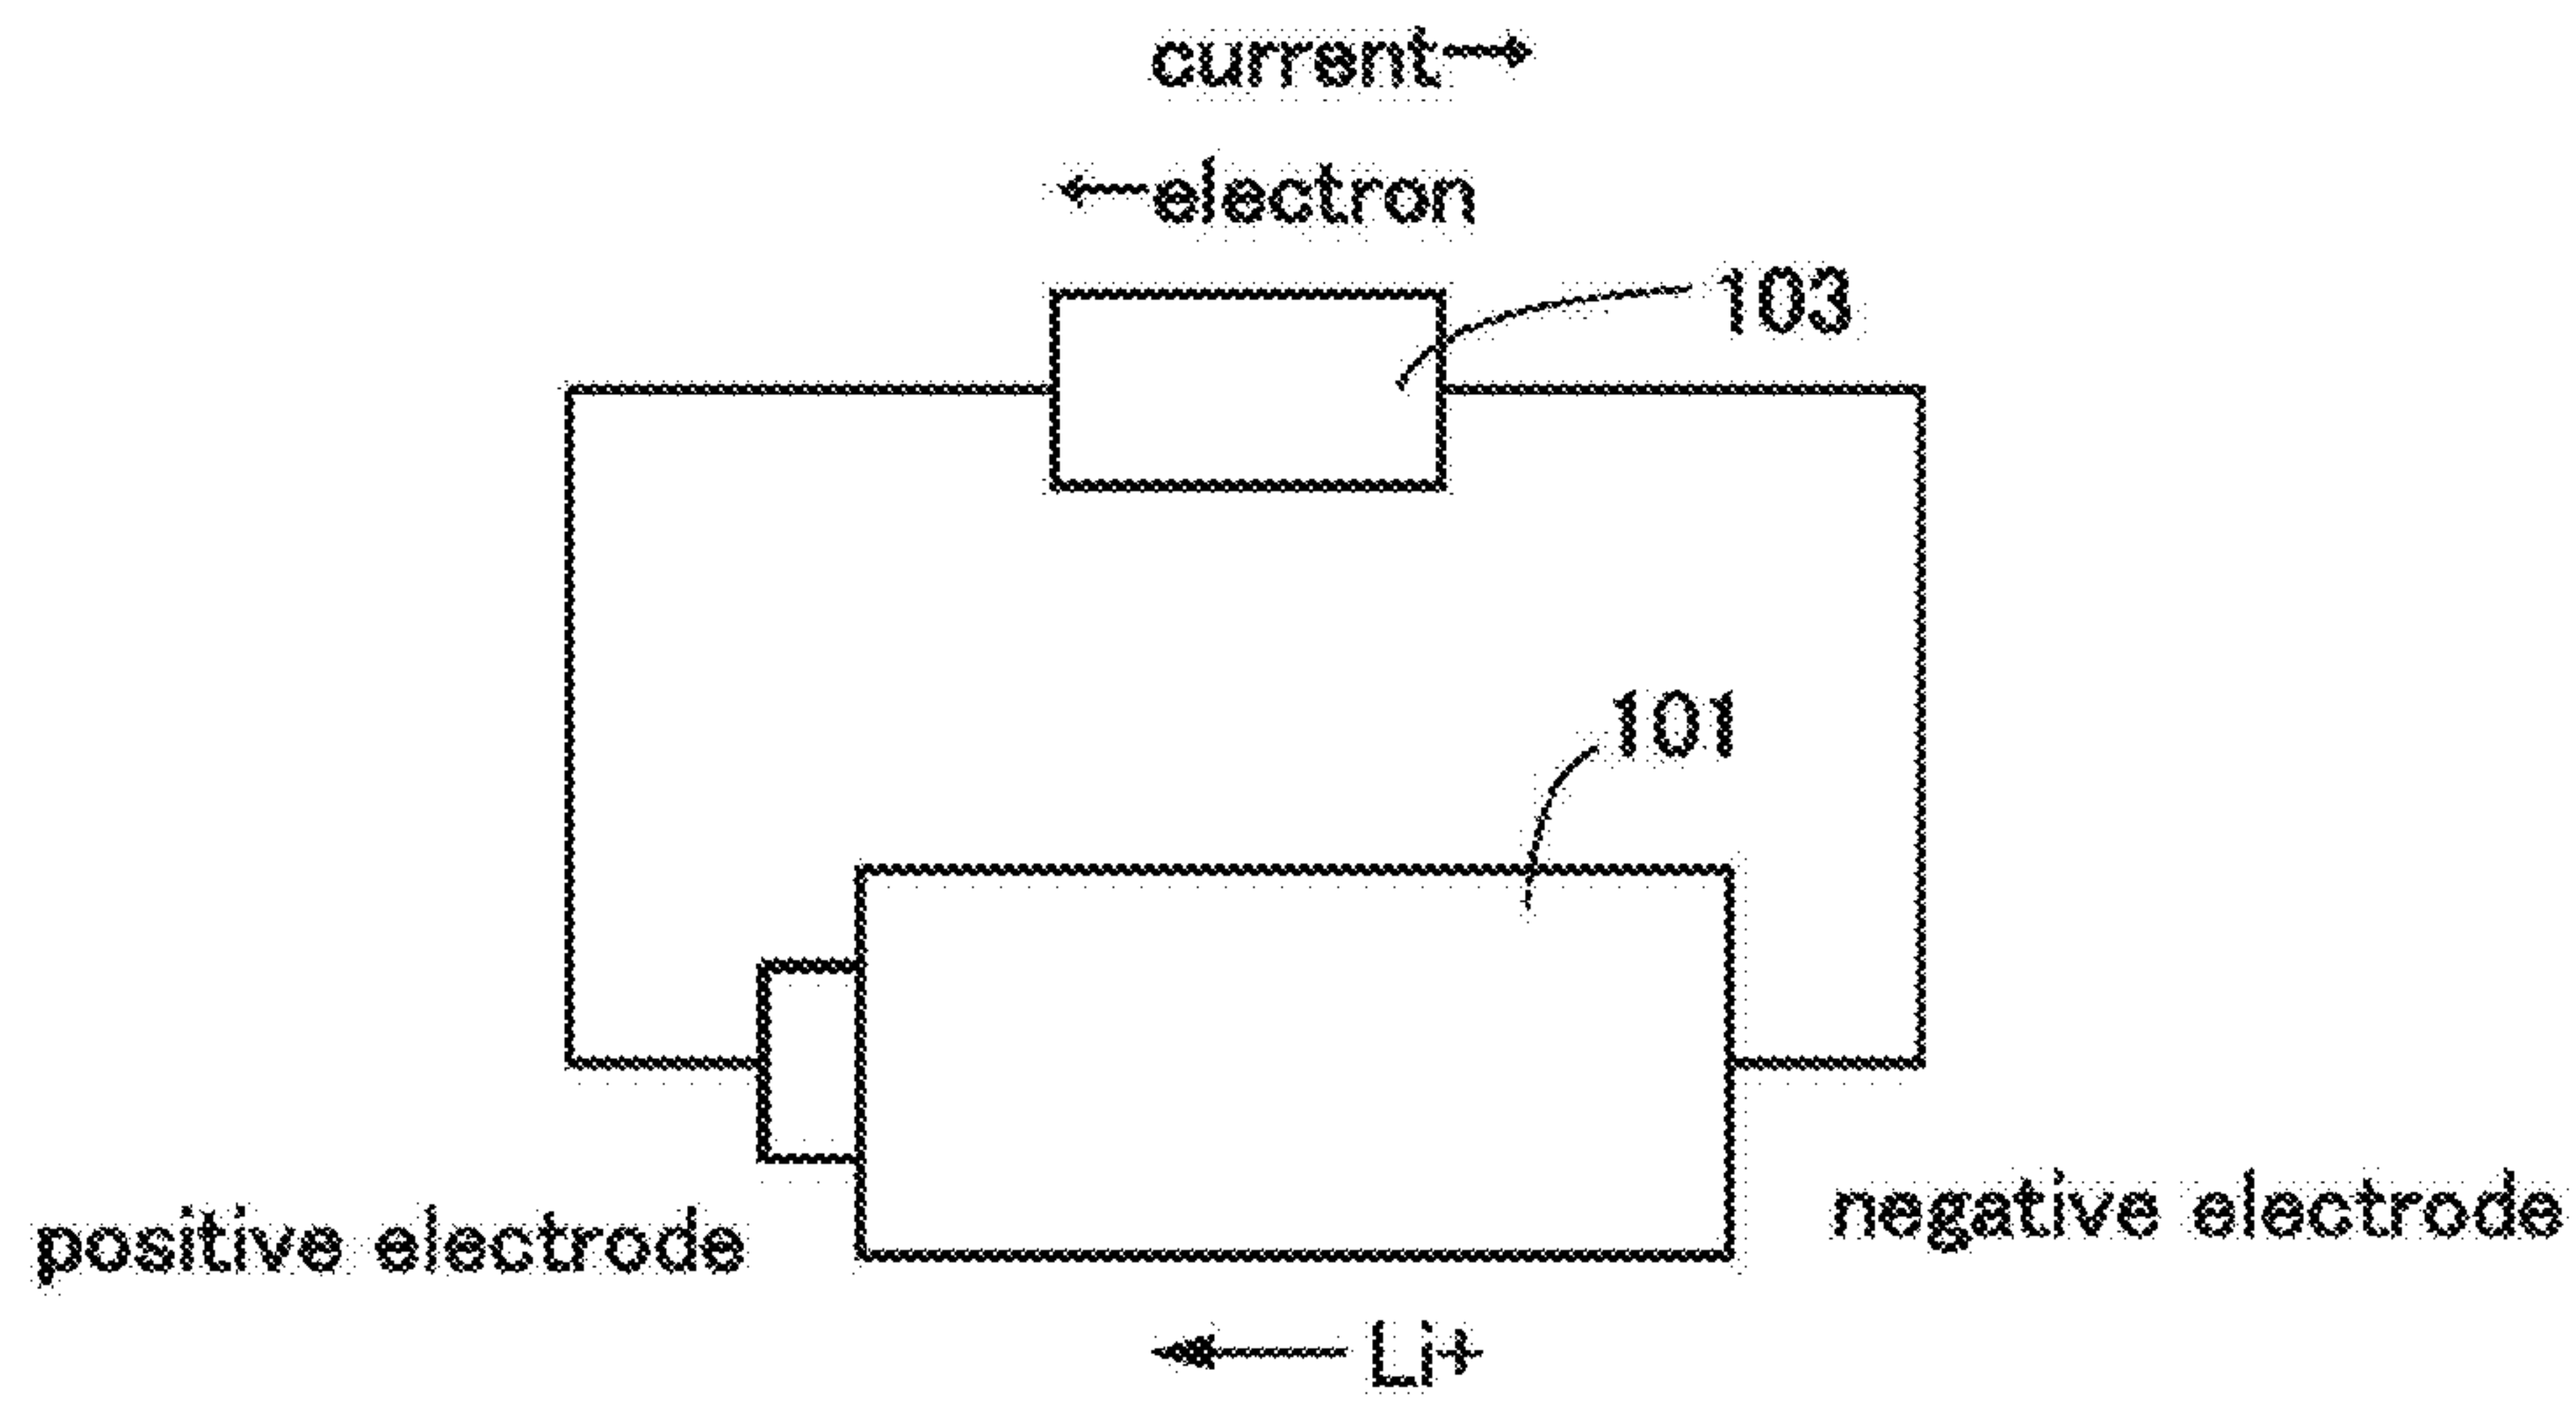 current→
←electron
103
101
positive electrode
negative electrode
← Li+